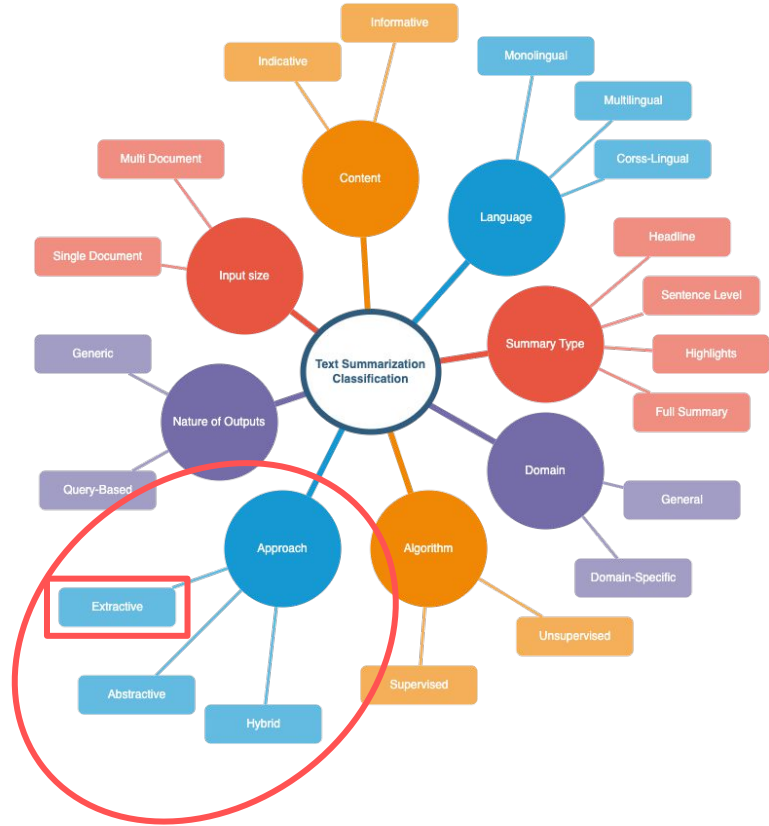 Informative
Indicative
Monolingual
Multilingual
Multi Document
Corss-Lingual
Content
Language
Headline
Single Document
Input size
Sentence Level
Summary Type
Generic
Text Summarization
Classification
Highlights
Full Summary
Nature of Outputs
Domain
Query-Based
General
Approach
Algorithm
Domain-Specific
Extractive
Unsupervised
Supervised
Abstractive
Hybrid